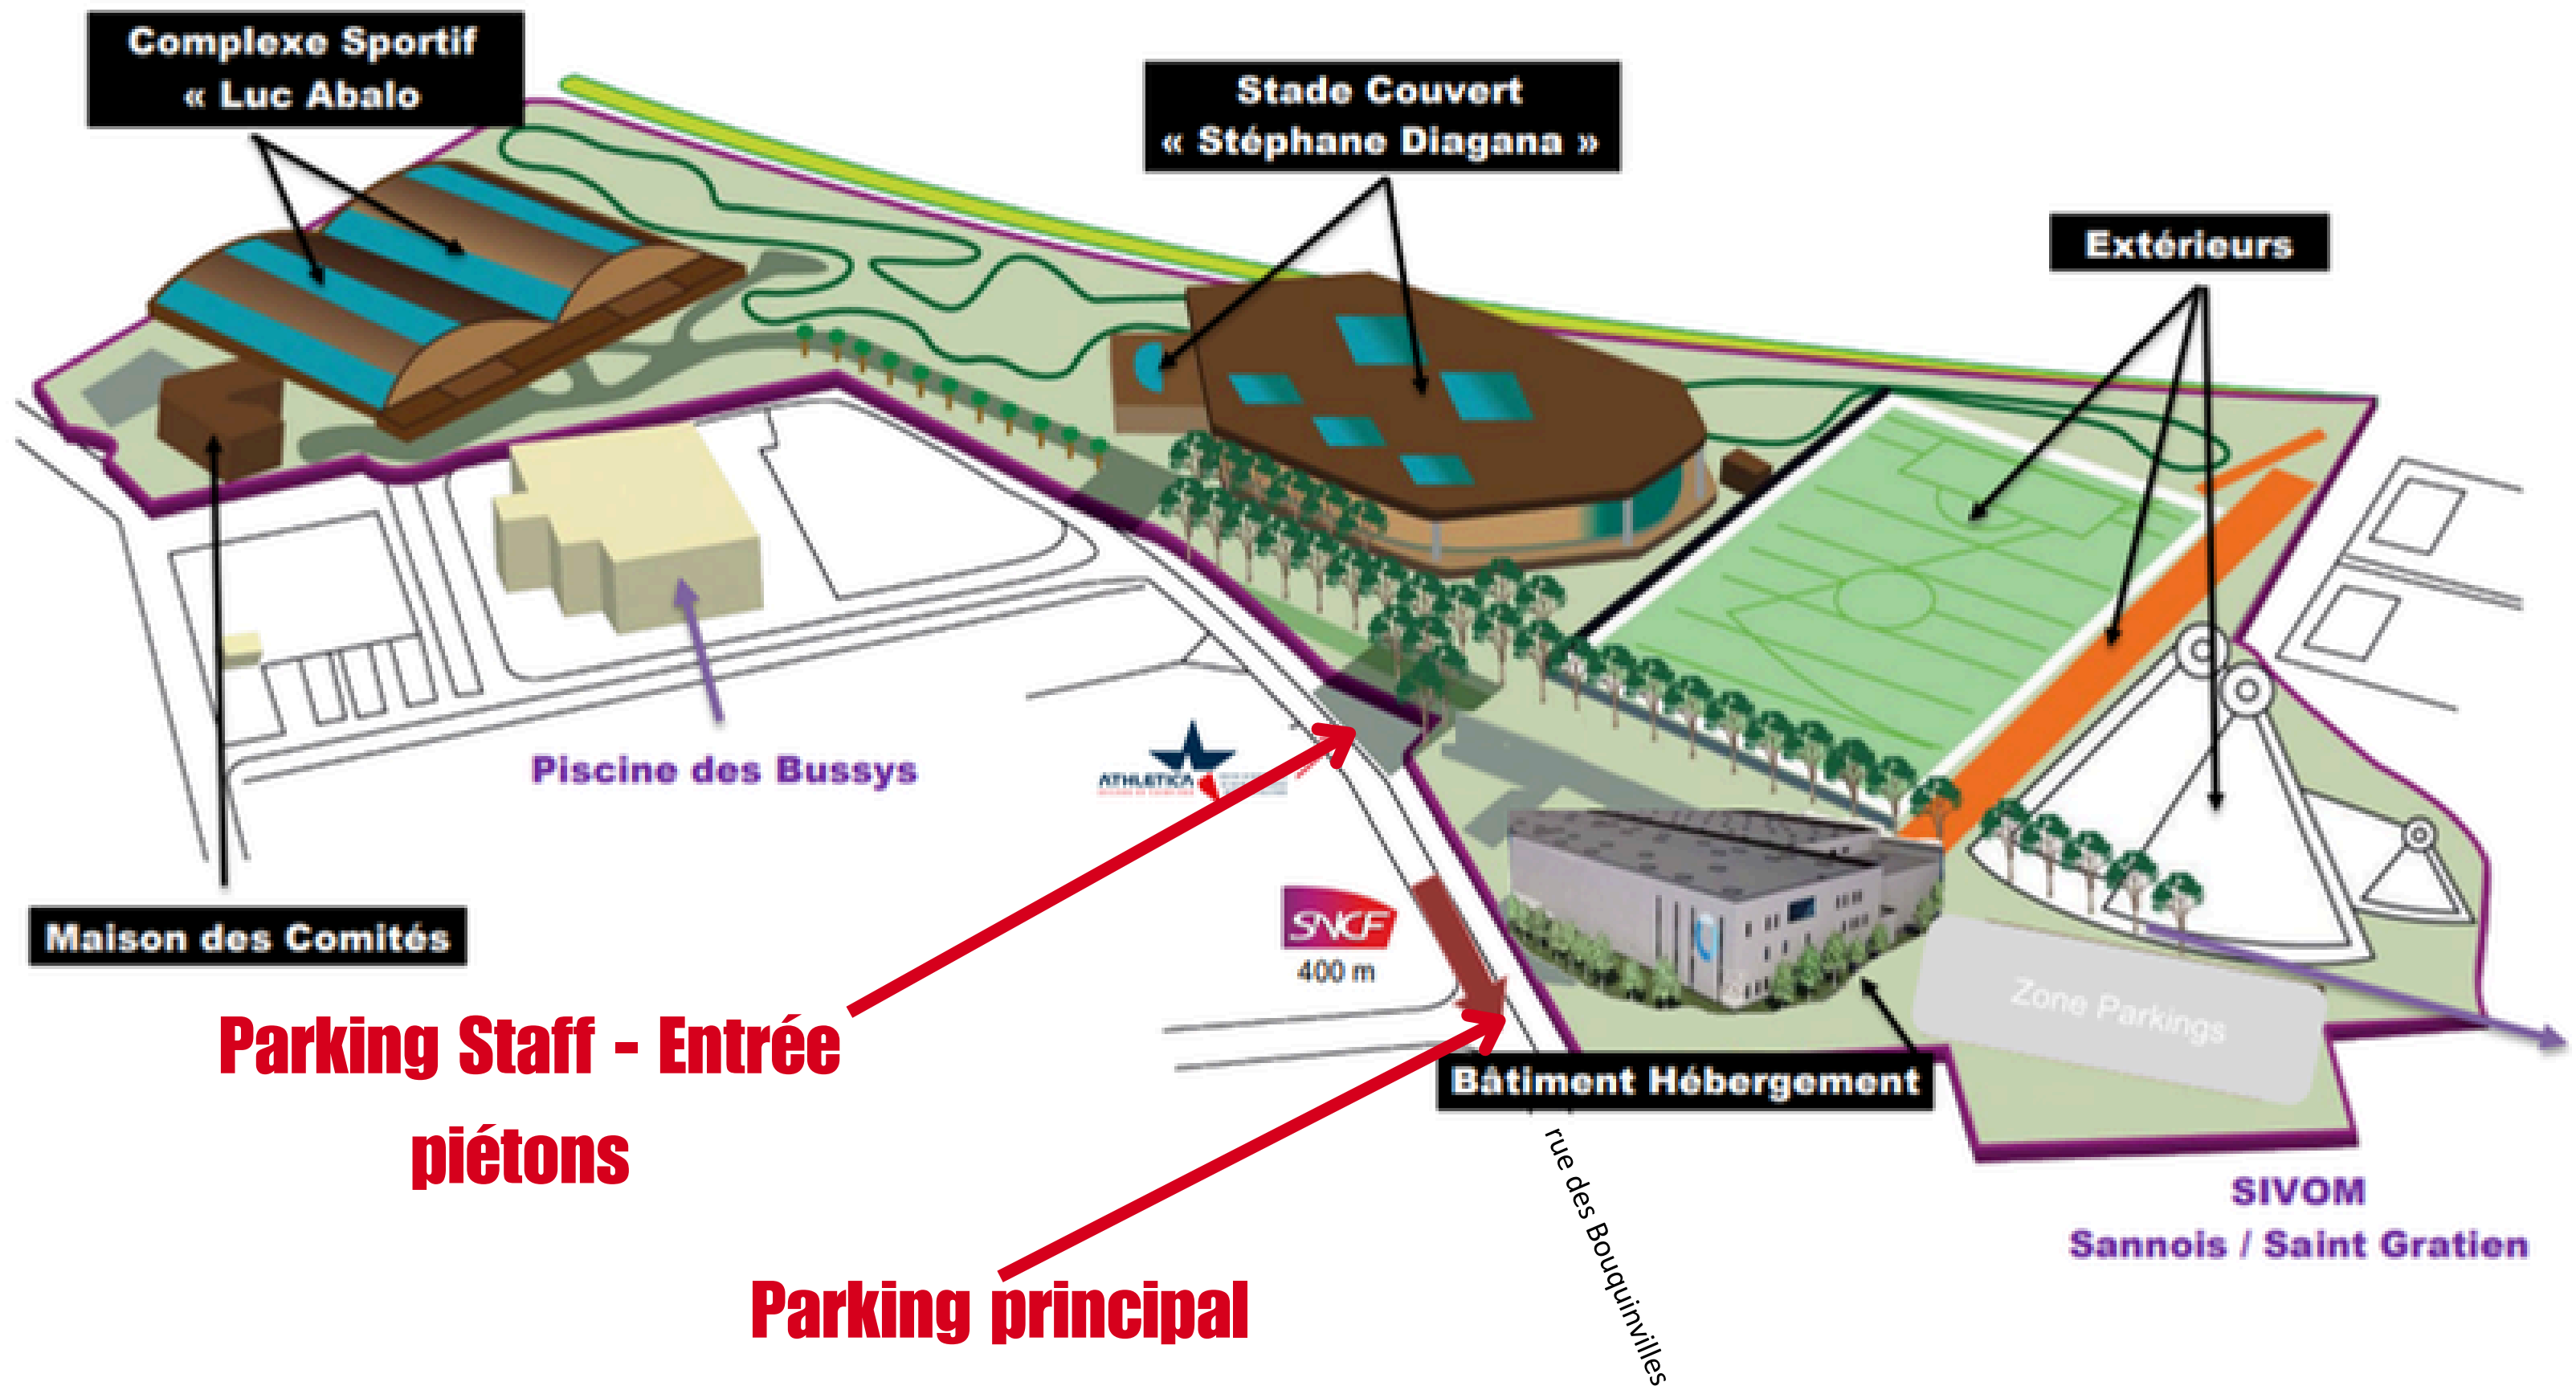 Complexe Sportif
« Luc Abalo
Stade Couvert
« Stéphane Diagana »
Extérieurs
Piscine des Bussys
ATHLETICA
SNCF
400 m
Maison des Comités
Zone Parkings
Parking Staff - Entrée
piétons
Bâtiment Hébergement
rue des Bouquinvilles
SIVOM
Sannois / Saint Gratien
Parking principal